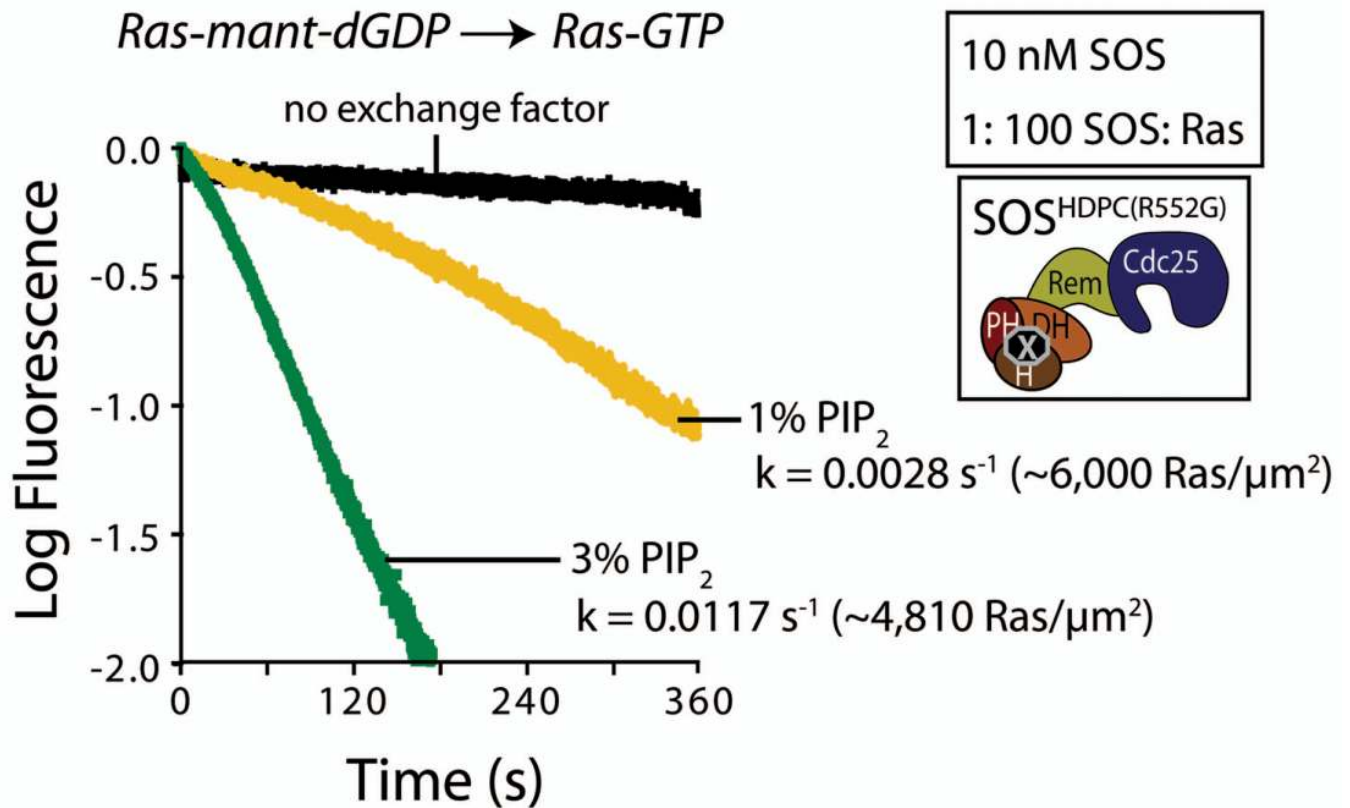 Ras-mant-dGDP → Ras-GTP
no exchange factor
10 nM SOS
1: 100 SOS: Ras
SOS^HDPC(R552G)
Cdc25
Rem
PH
DH
X
H
Log Fluorescence
0.0
-0.5
-1.0
-1.5
-2.0
1% PIP₂
k = 0.0028 s⁻¹ (~6,000 Ras/µm²)
3% PIP₂
k = 0.0117 s⁻¹ (~4,810 Ras/µm²)
0
120
240
360
Time (s)